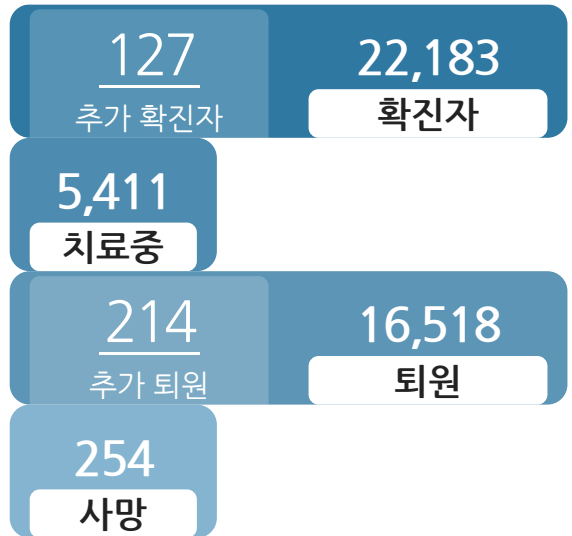 127
추가 확진자
22,183
확진자
5,411
치료중
214
추가 퇴원
16,518
퇴원
254
사망